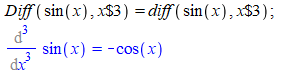 Diff(sin(x), x$3) = diff(sin(x), x$3);
d³/dx³ sin(x) = -cos(x)